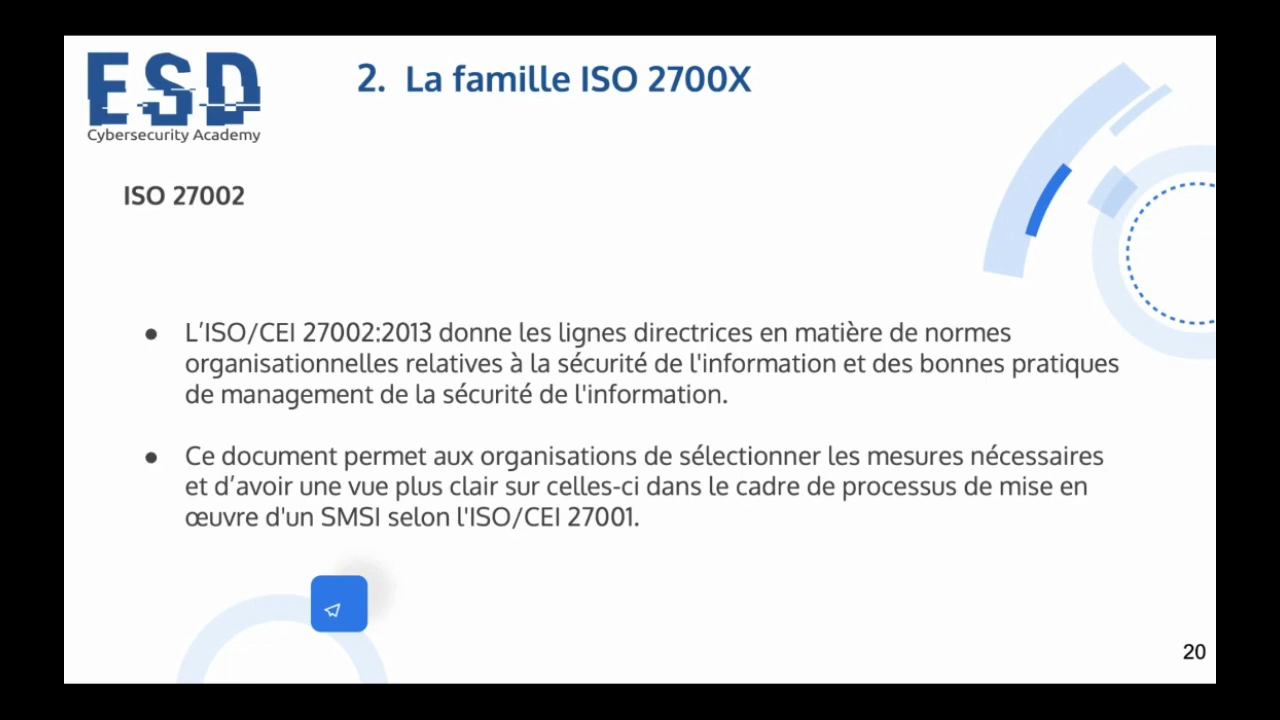 ESD
Cybersecurity Academy
2. La famille ISO 2700X
ISO 27002
● L’ISO/CEI 27002:2013 donne les lignes directrices en matière de normes
organisationnelles relatives à la sécurité de l'information et des bonnes pratiques
de management de la sécurité de l'information.
● Ce document permet aux organisations de sélectionner les mesures nécessaires
et d’avoir une vue plus clair sur celles-ci dans le cadre de processus de mise en
œuvre d'un SMSI selon l'ISO/CEI 27001.
20